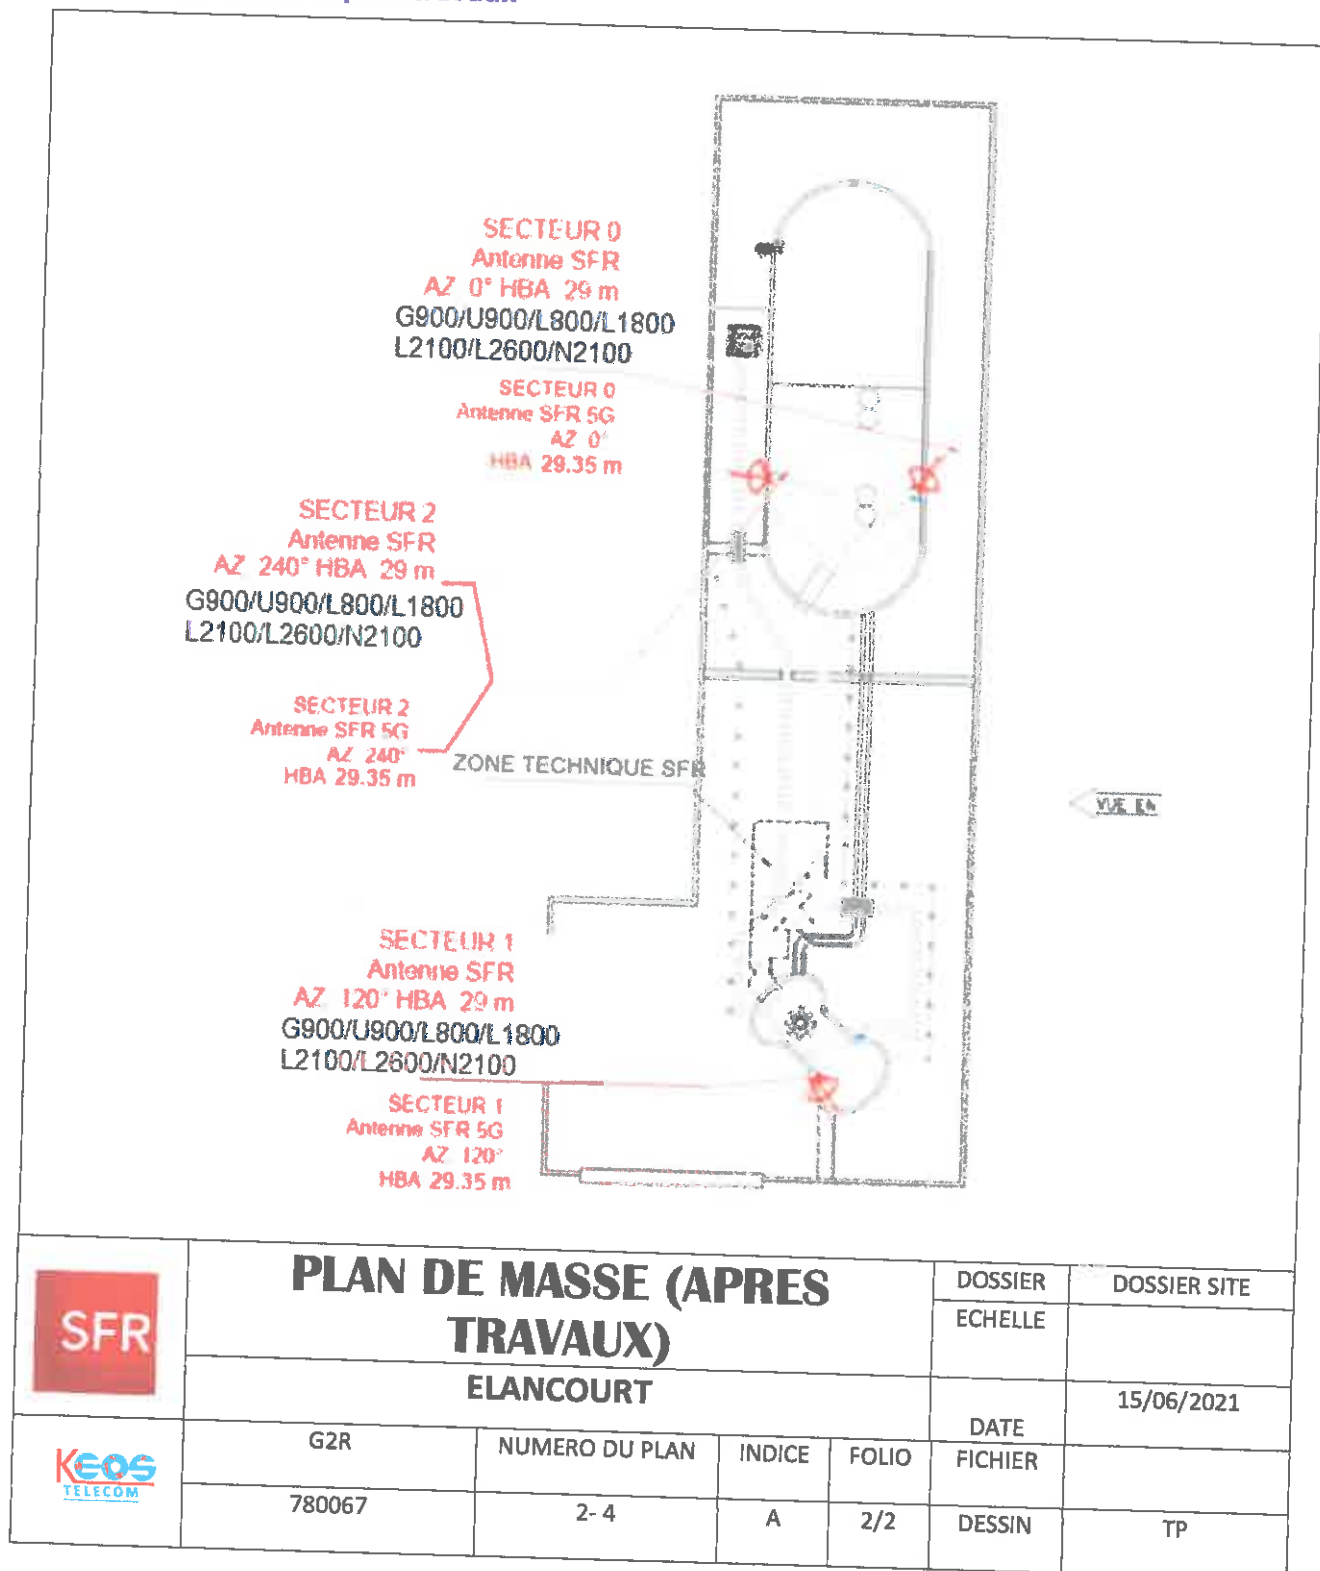 SECTEUR 0
Antenne SFR
AZ 0° HBA 29 m
G900/U900/L800/L1800
L2100/L2600/N2100
SECTEUR 0
Antenne SFR 5G
AZ 0°
HBA 29.35 m
SECTEUR 2
Antenne SFR
AZ 240° HBA 29 m
G900/U900/L800/L1800
L2100/L2600/N2100
SECTEUR 2
Antenne SFR 5G
AZ 240°
HBA 29.35 m
ZONE TECHNIQUE SFR
VUE EN
SECTEUR 1
Antenne SFR
AZ 120° HBA 29 m
G900/U900/L800/L1800
L2100/L2600/N2100
SECTEUR 1
Antenne SFR 5G
AZ 120°
HBA 29.35 m
SFR
PLAN DE MASSE (APRES
TRAVAUX)
ELANCOURT
DOSSIER DOSSIER SITE
ECHELLE
DATE 15/06/2021
KEOS
TELECOM
G2R NUMERO DU PLAN INDICE FOLIO FICHIER
780067 2- 4 A 2/2 DESSIN TP